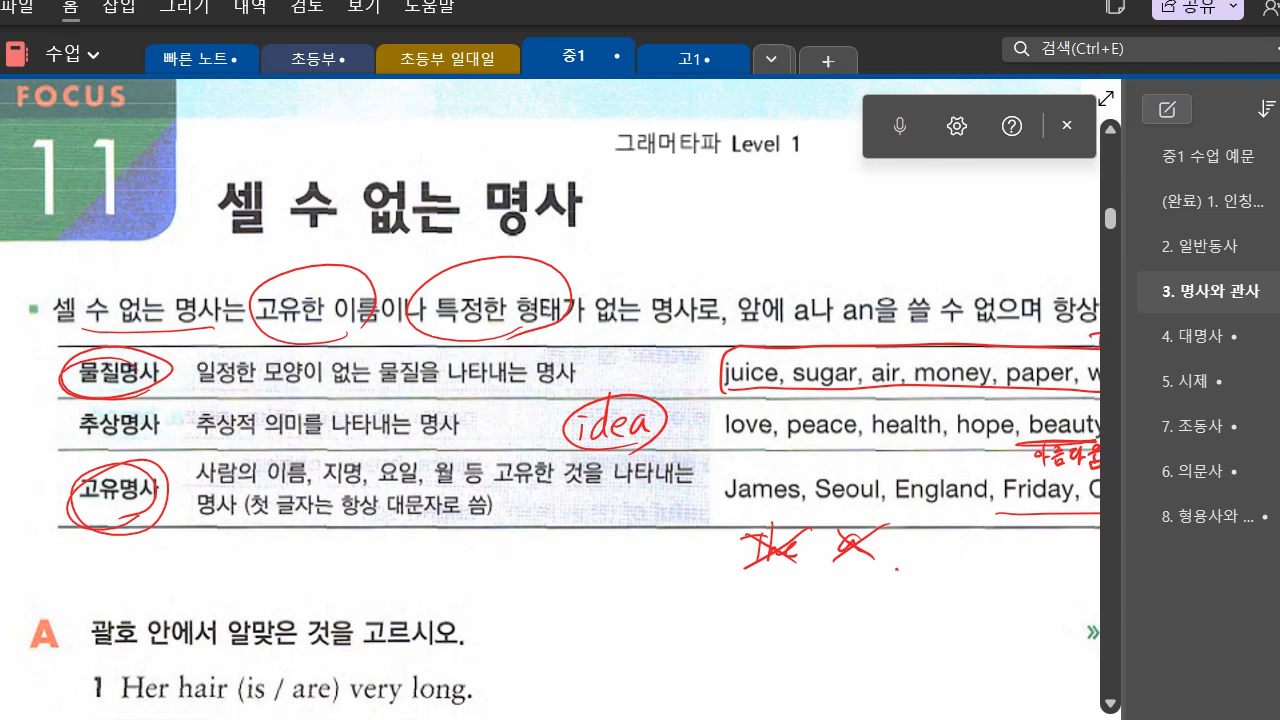 파일 홈 삽입 그리기 내역 검토 보기 도움말 공유
수업 빠른 노트 초등부 초등부 일대일 중1 고1 + 검색(Ctrl+E)
FOCUS
11
그래머타파 Level 1
셀 수 없는 명사
셀 수 없는 명사는 고유한 이름이나 특정한 형태가 없는 명사로, 앞에 a나 an을 쓸 수 없으며 항상
물질명사 일정한 모양이 없는 물질을 나타내는 명사 juice, sugar, air, money, paper, w
추상명사 추상적 의미를 나타내는 명사 idea love, peace, health, hope, beauty
아름다움
고유명사 사람의 이름, 지명, 요일, 월 등 고유한 것을 나타내는
명사 (첫 글자는 항상 대문자로 씀) James, Seoul, England, Friday,
The a
A 괄호 안에서 알맞은 것을 고르시오.
1 Her hair (is / are) very long.
중1 수업 예문
(완료) 1. 인칭...
2. 일반동사
3. 명사와 관사
4. 대명사
5. 시제
7. 조동사
6. 의문사
8. 형용사와 ...